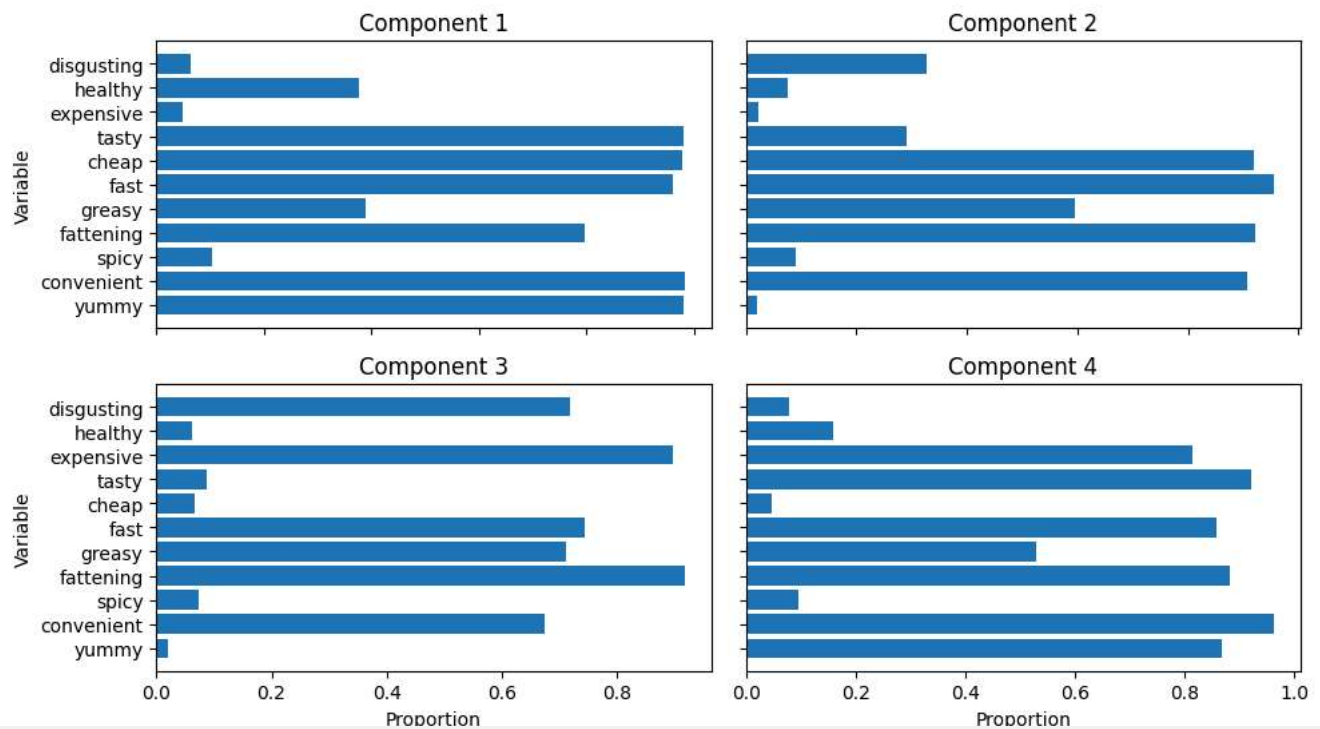 Component 1
Component 2
disgusting
healthy
expensive
tasty
cheap
fast
greasy
fattening
spicy
convenient
yummy
Variable
Component 3
Component 4
disgusting
healthy
expensive
tasty
cheap
fast
greasy
fattening
spicy
convenient
yummy
Variable
0.0 0.2 0.4 0.6 0.8
0.0 0.2 0.4 0.6 0.8 1.0
Proportion
Proportion